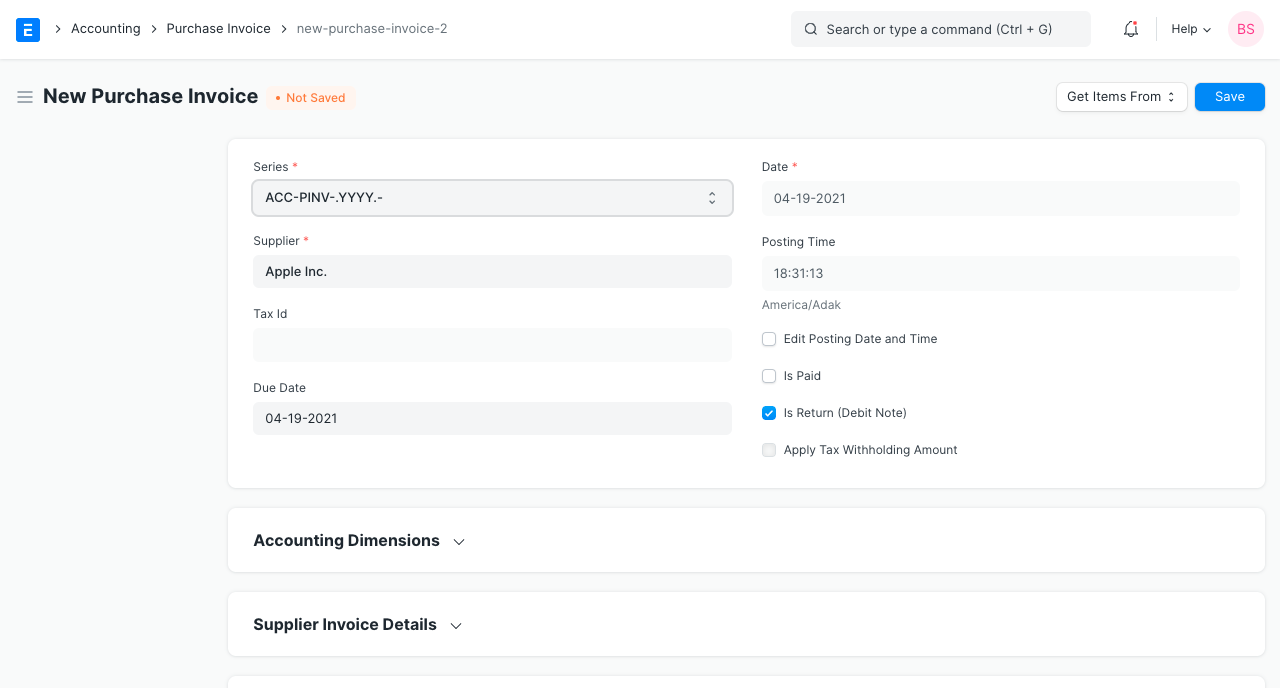 E
Accounting
Purchase Invoice
new-purchase-invoice-2
Search or type a command (Ctrl + G)
Help
BS
New Purchase Invoice
• Not Saved
Get Items From
Save
Series *
ACC-PINV-.YYYY.-
Supplier *
Apple Inc.
Tax Id
Due Date
04-19-2021
Date *
04-19-2021
Posting Time
18:31:13
America/Adak
Edit Posting Date and Time
Is Paid
Is Return (Debit Note)
Apply Tax Withholding Amount
Accounting Dimensions
Supplier Invoice Details